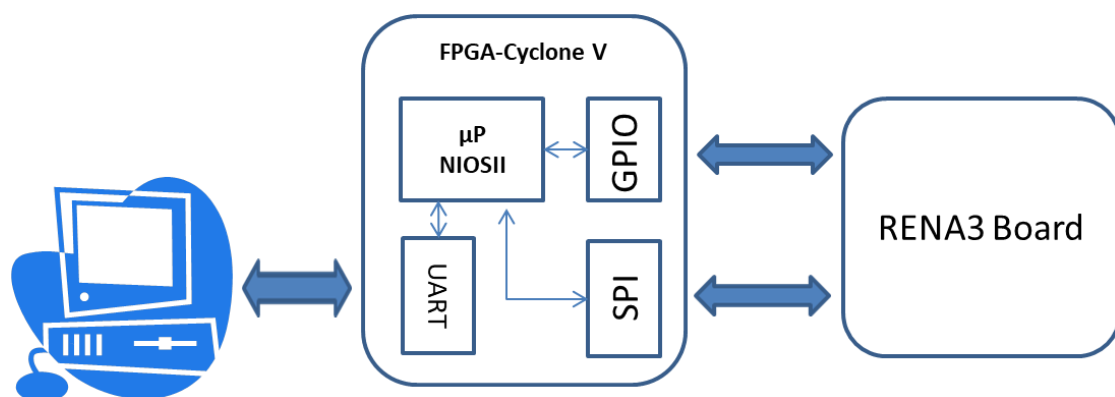 FPGA-Cyclone V
µP
NIOSII
GPIO
UART
SPI
RENA3 Board